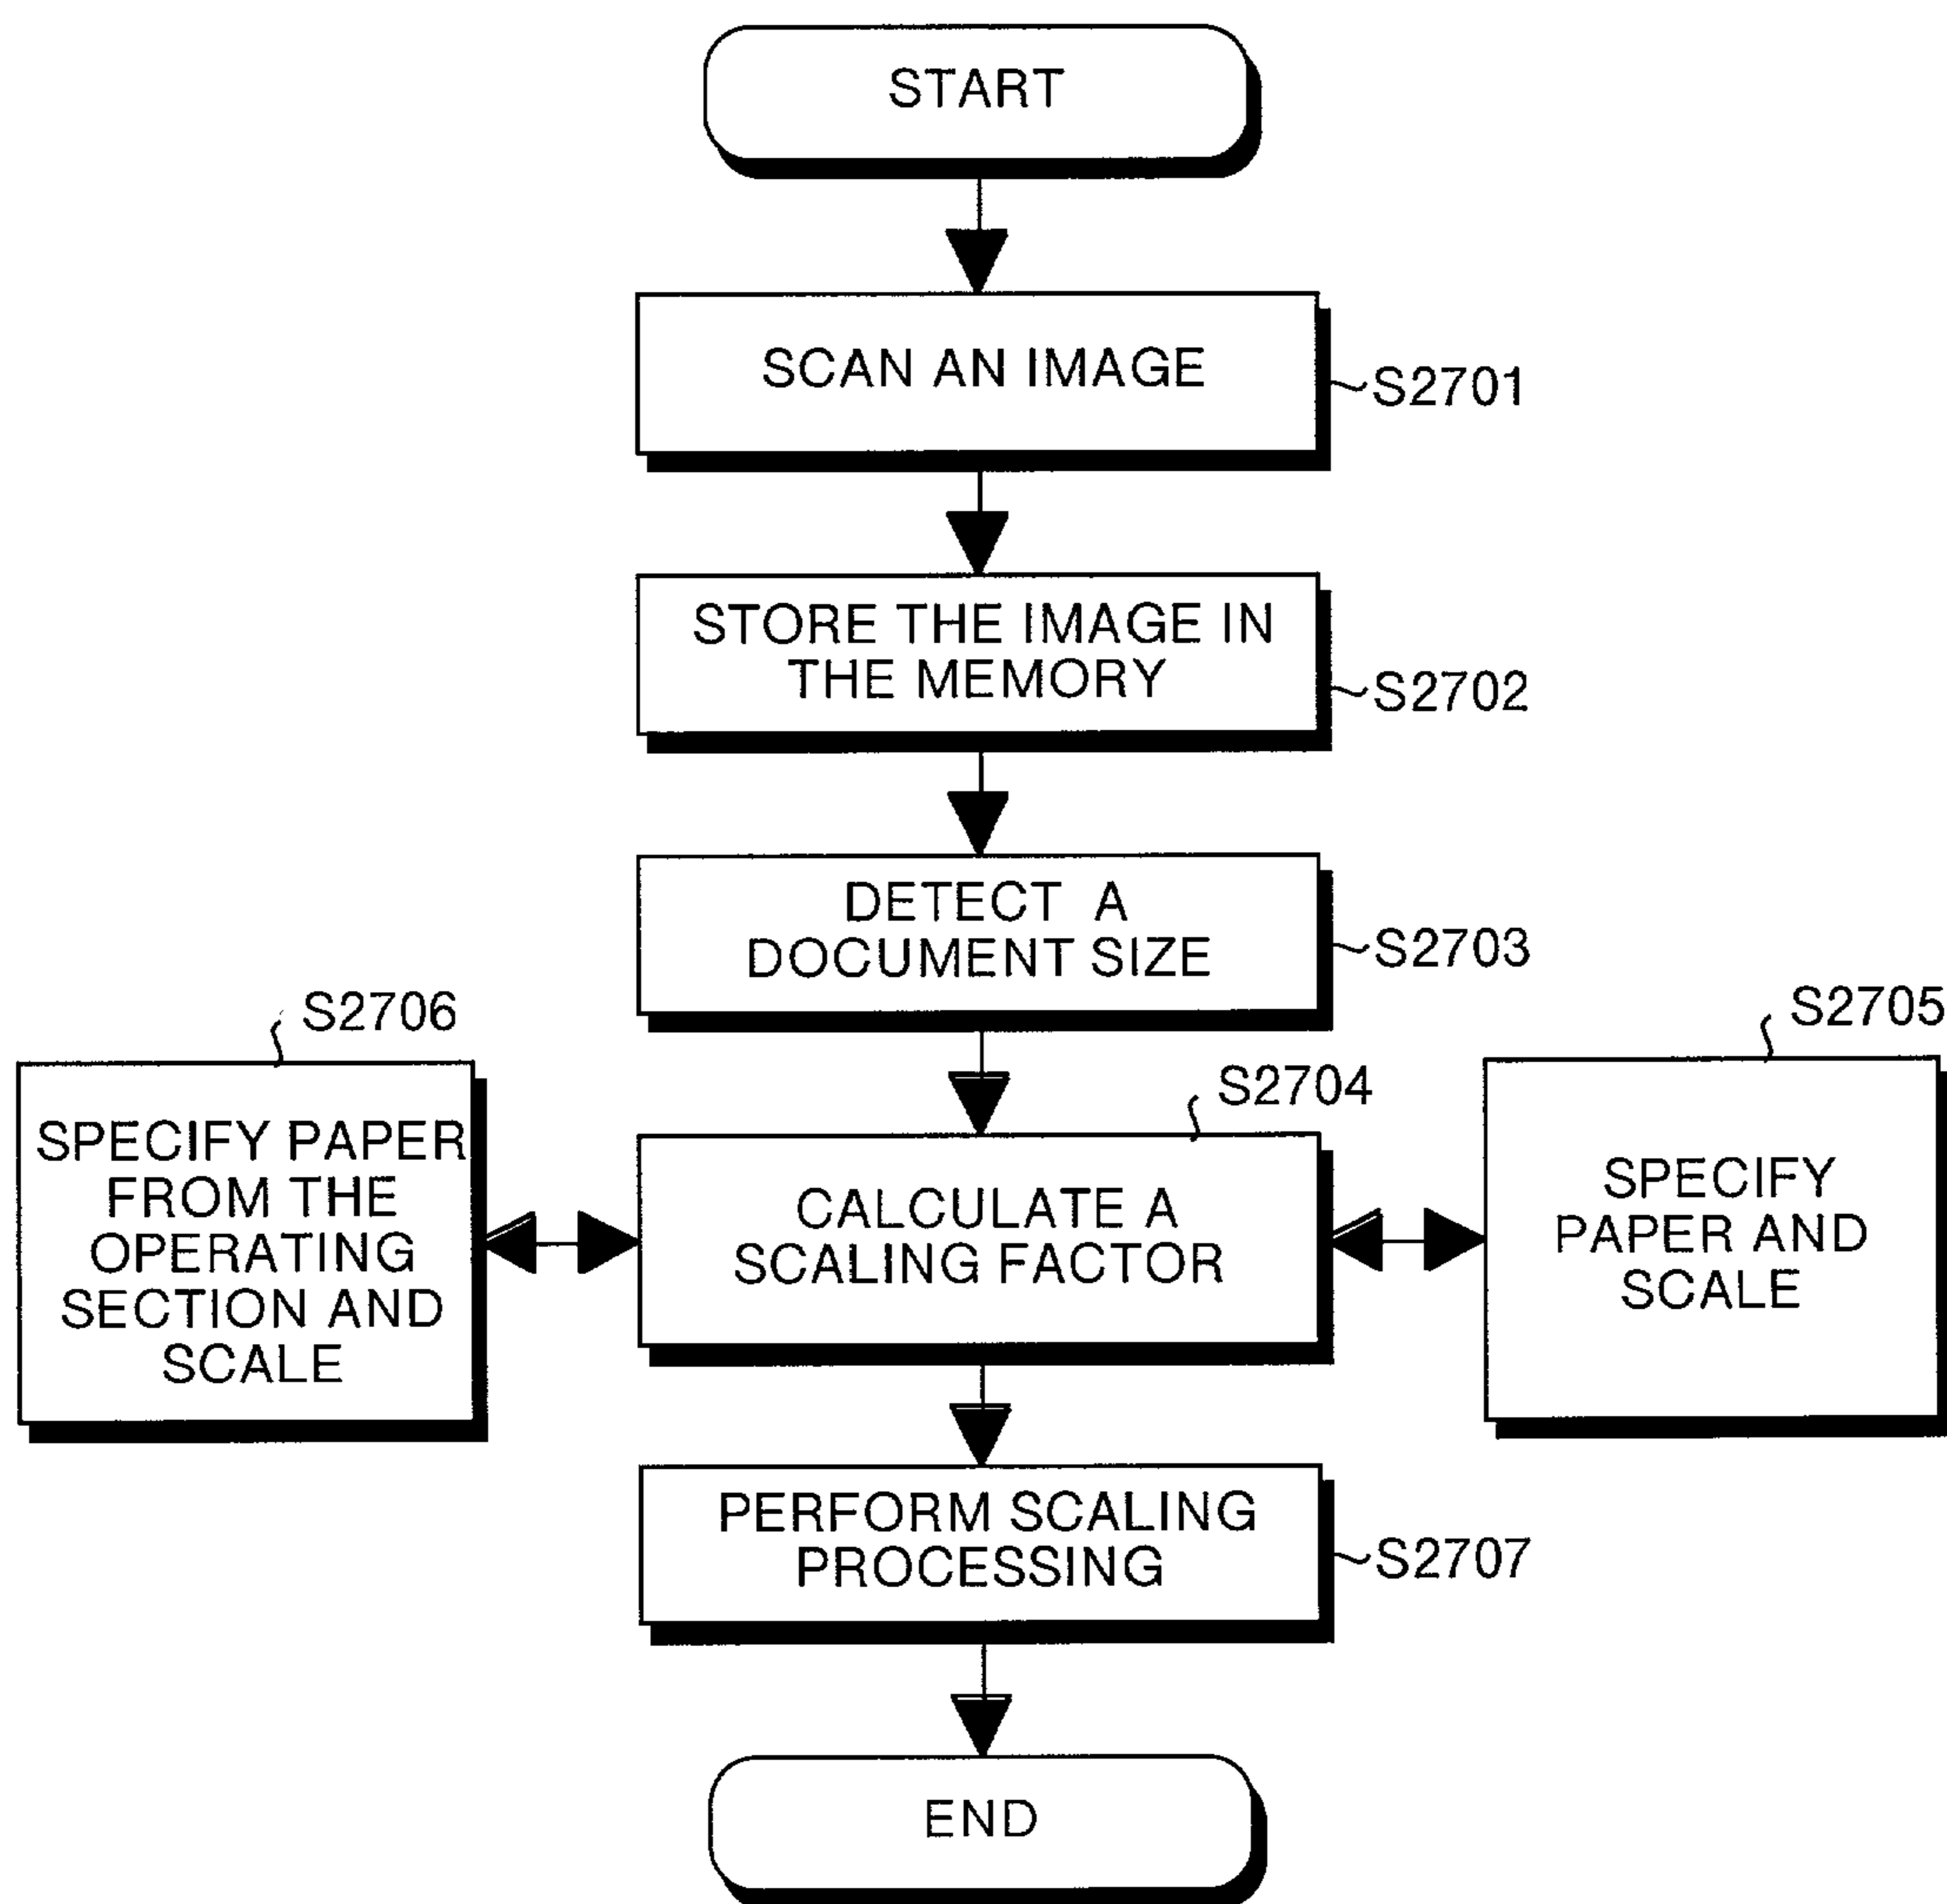 START
SCAN AN IMAGE
S2701
STORE THE IMAGE IN
THE MEMORY
S2702
DETECT A
DOCUMENT SIZE
S2703
S2706
SPECIFY PAPER
FROM THE
OPERATING
SECTION AND
SCALE
S2704
CALCULATE A
SCALING FACTOR
S2705
SPECIFY
PAPER AND
SCALE
PERFORM SCALING
PROCESSING
S2707
END